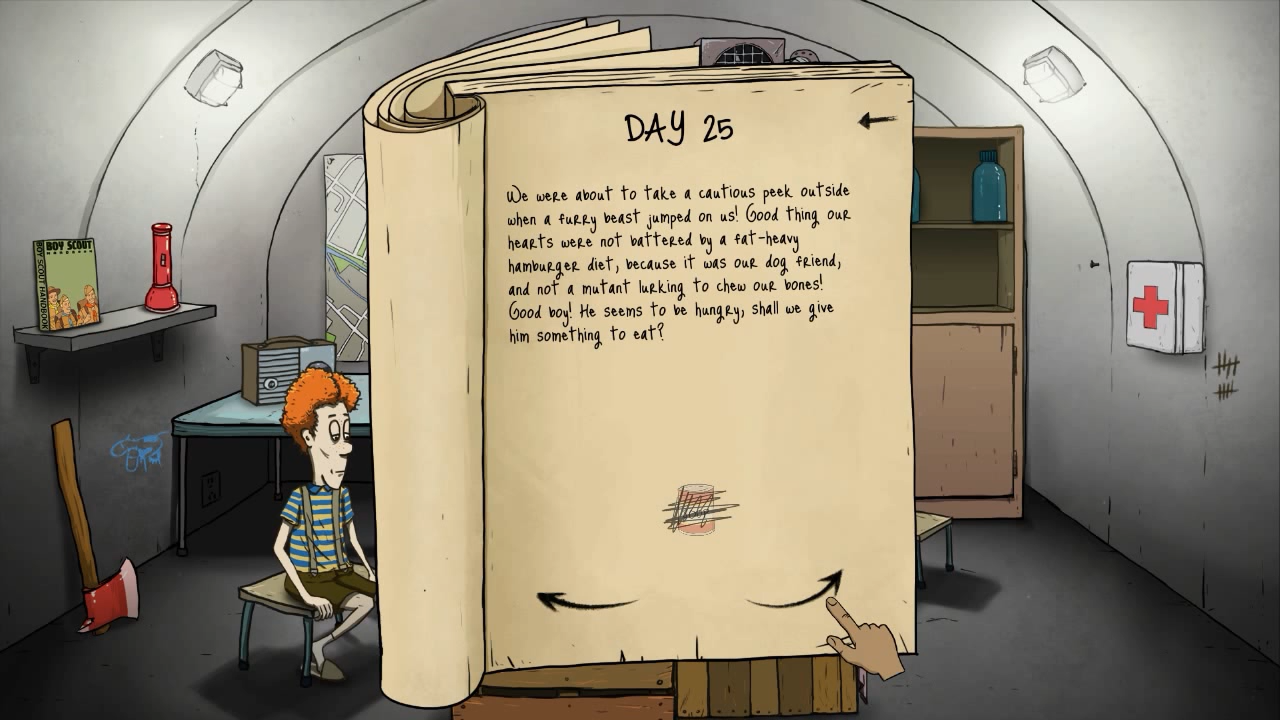 DAY 25
We were about to take a cautious peek outside
when a furry beast jumped on us! Good thing our
hearts were not battered by a fat-heavy
hamburger diet, because it was our dog friend,
and not a mutant lurking to chew our bones!
Good boy! He seems to be hungry, shall we give
him something to eat?
BOY SCOUT
BOY SCOUT HANDBOOK